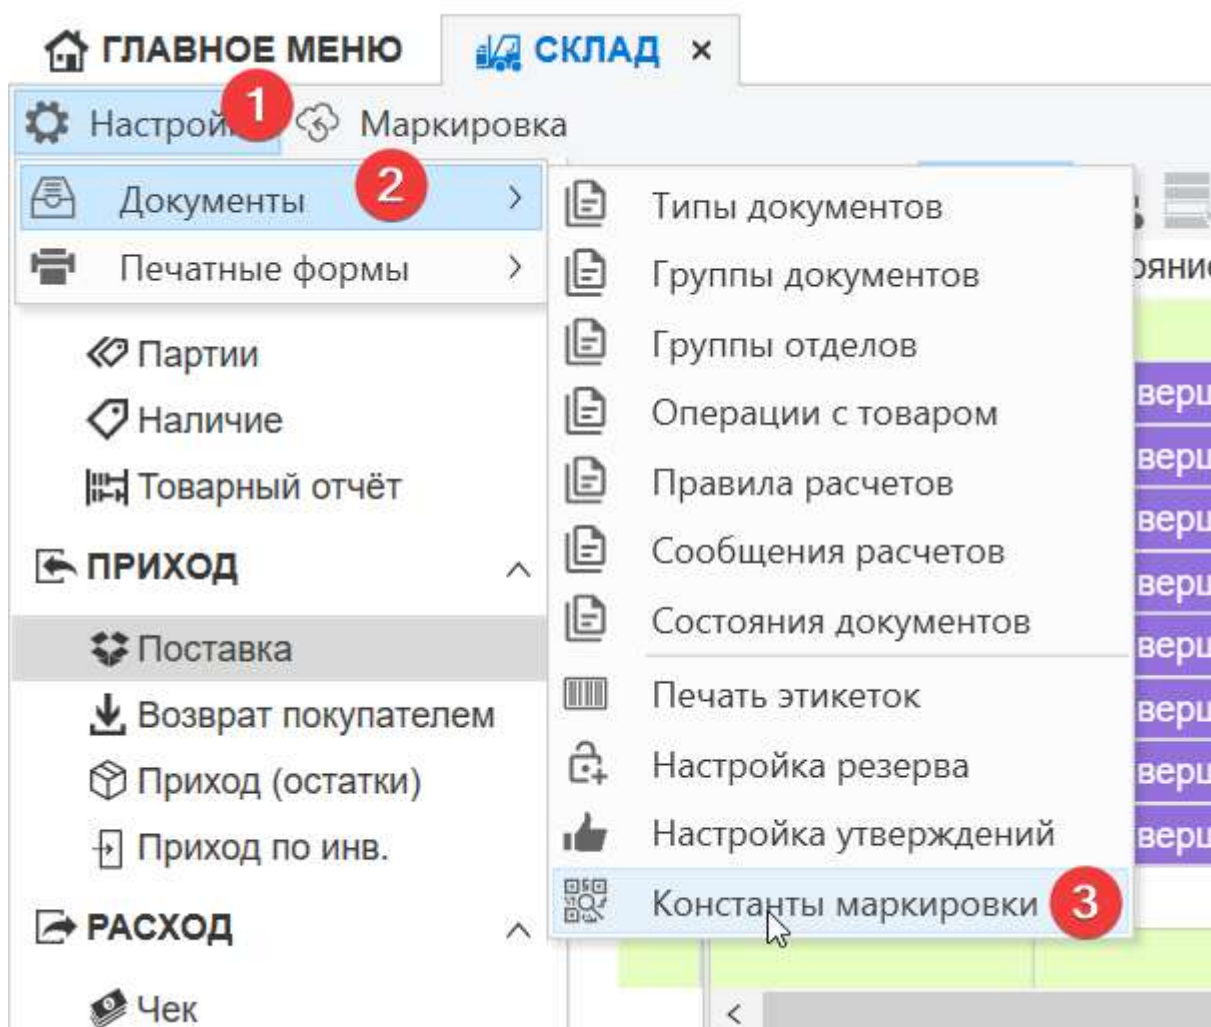 ГЛАВНОЕ МЕНЮ
СКЛАД ×
1
Маркировка
Документы 2
Печатные формы
Партии
Наличие
Товарный отчёт
ПРИХОД
Поставка
Возврат покупателем
Приход (остатки)
Приход по инв.
РАСХОД
Чек
Типы документов
Группы документов
Группы отделов
Операции с товаром
Правила расчетов
Сообщения расчетов
Состояния документов
Печать этикеток
Настройка резерва
Настройка утверждений
Константы маркировки 3